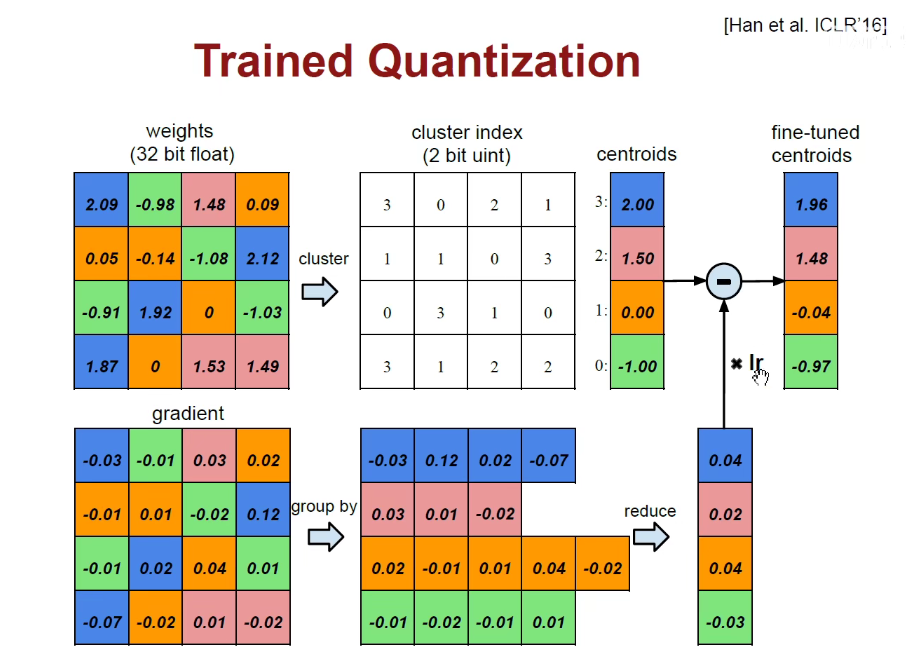 [Han et al. ICLR'16]
Trained Quantization
weights
(32 bit float)
cluster index
(2 bit uint)
centroids
fine-tuned
centroids
2.09 -0.98 1.48 0.09
0.05 -0.14 -1.08 2.12
-0.91 1.92 0 -1.03
1.87 0 1.53 1.49
cluster
3 0 2 1
1 1 0 3
0 3 1 0
3 1 2 2
3: 2.00
2: 1.50
1: 0.00
0: -1.00
1.96
1.48
-0.04
-0.97
× lr
gradient
-0.03 -0.01 0.03 0.02
-0.01 0.01 -0.02 0.12
-0.01 0.02 0.04 0.01
-0.07 -0.02 0.01 -0.02
group by
-0.03 0.12 0.02 -0.07
0.03 0.01 -0.02
0.02 -0.01 0.01 0.04 -0.02
-0.01 -0.02 -0.01 0.01
reduce
0.04
0.02
0.04
-0.03